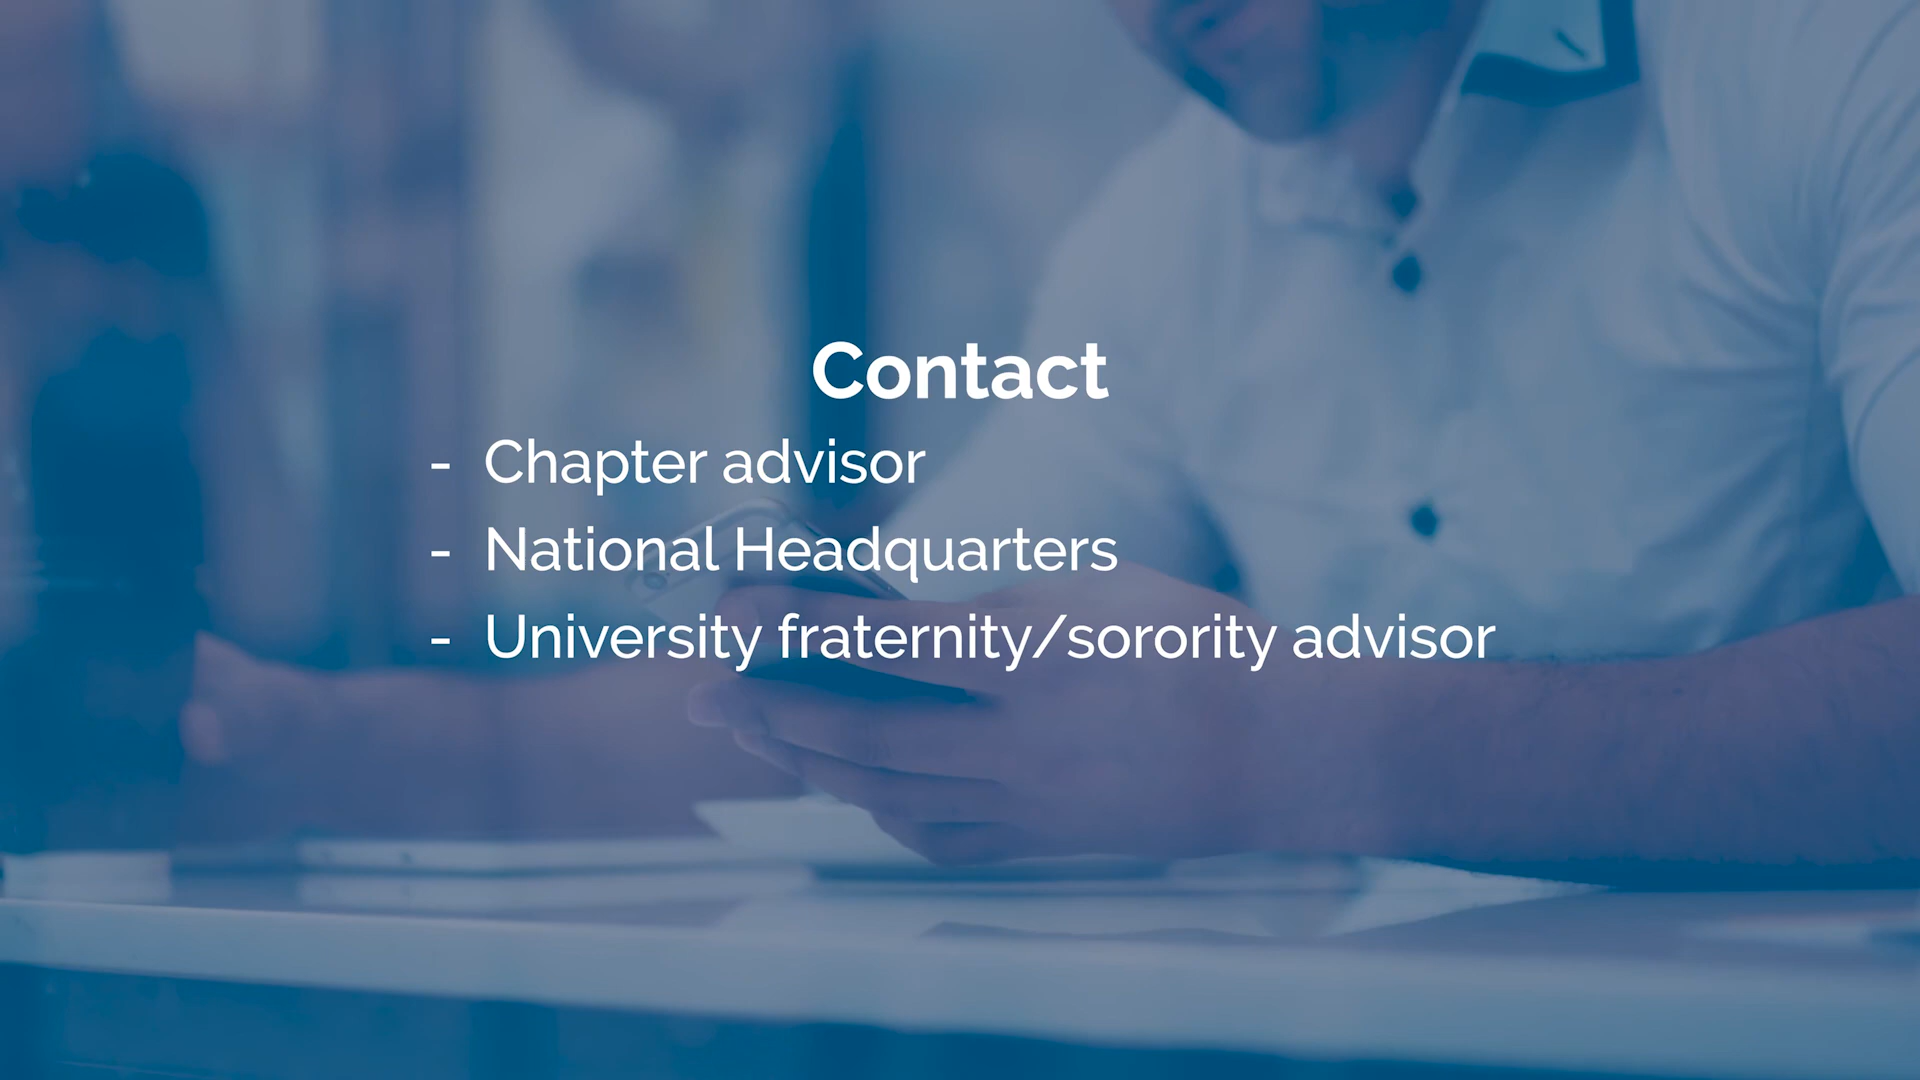 Contact
- Chapter advisor
- National Headquarters
- University fraternity/sorority advisor